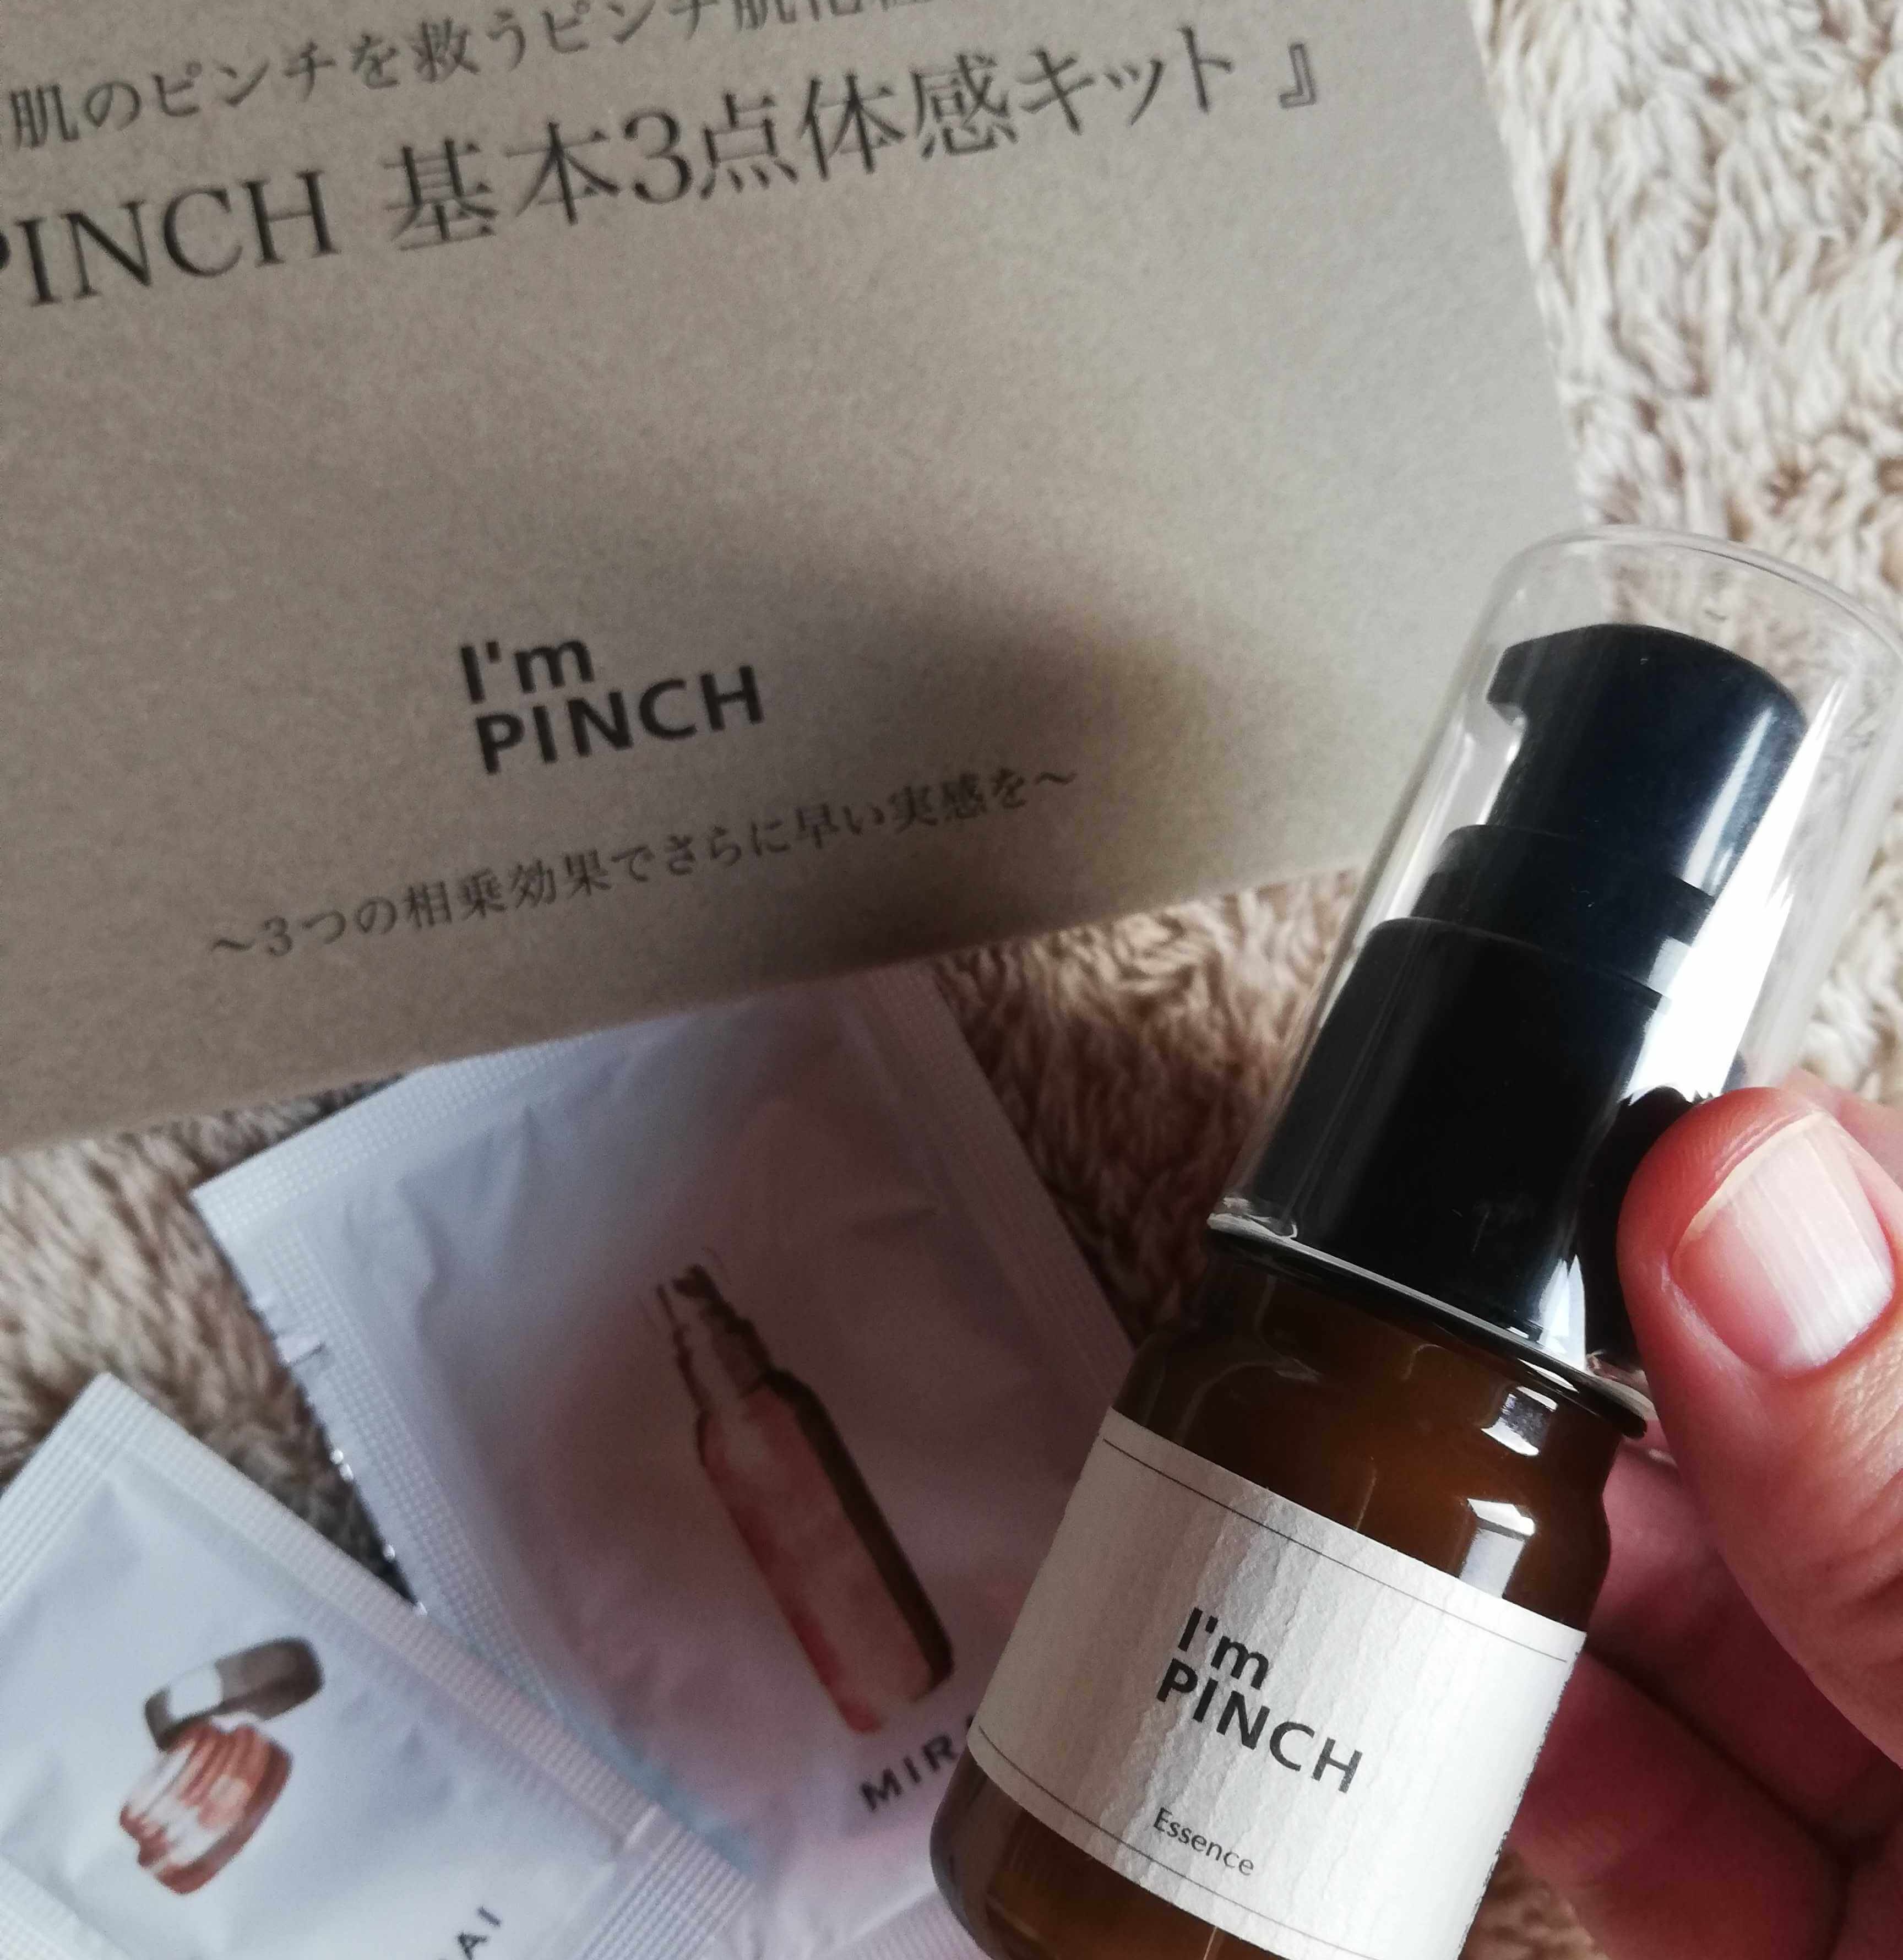 肌のピンチを救うピンチ肌
PINCH 基本3点体感キット』
I'm
PINCH
～3つの相乗効果でさらに早い実感を～
MIR
AI
I'm
PINCH
Essence